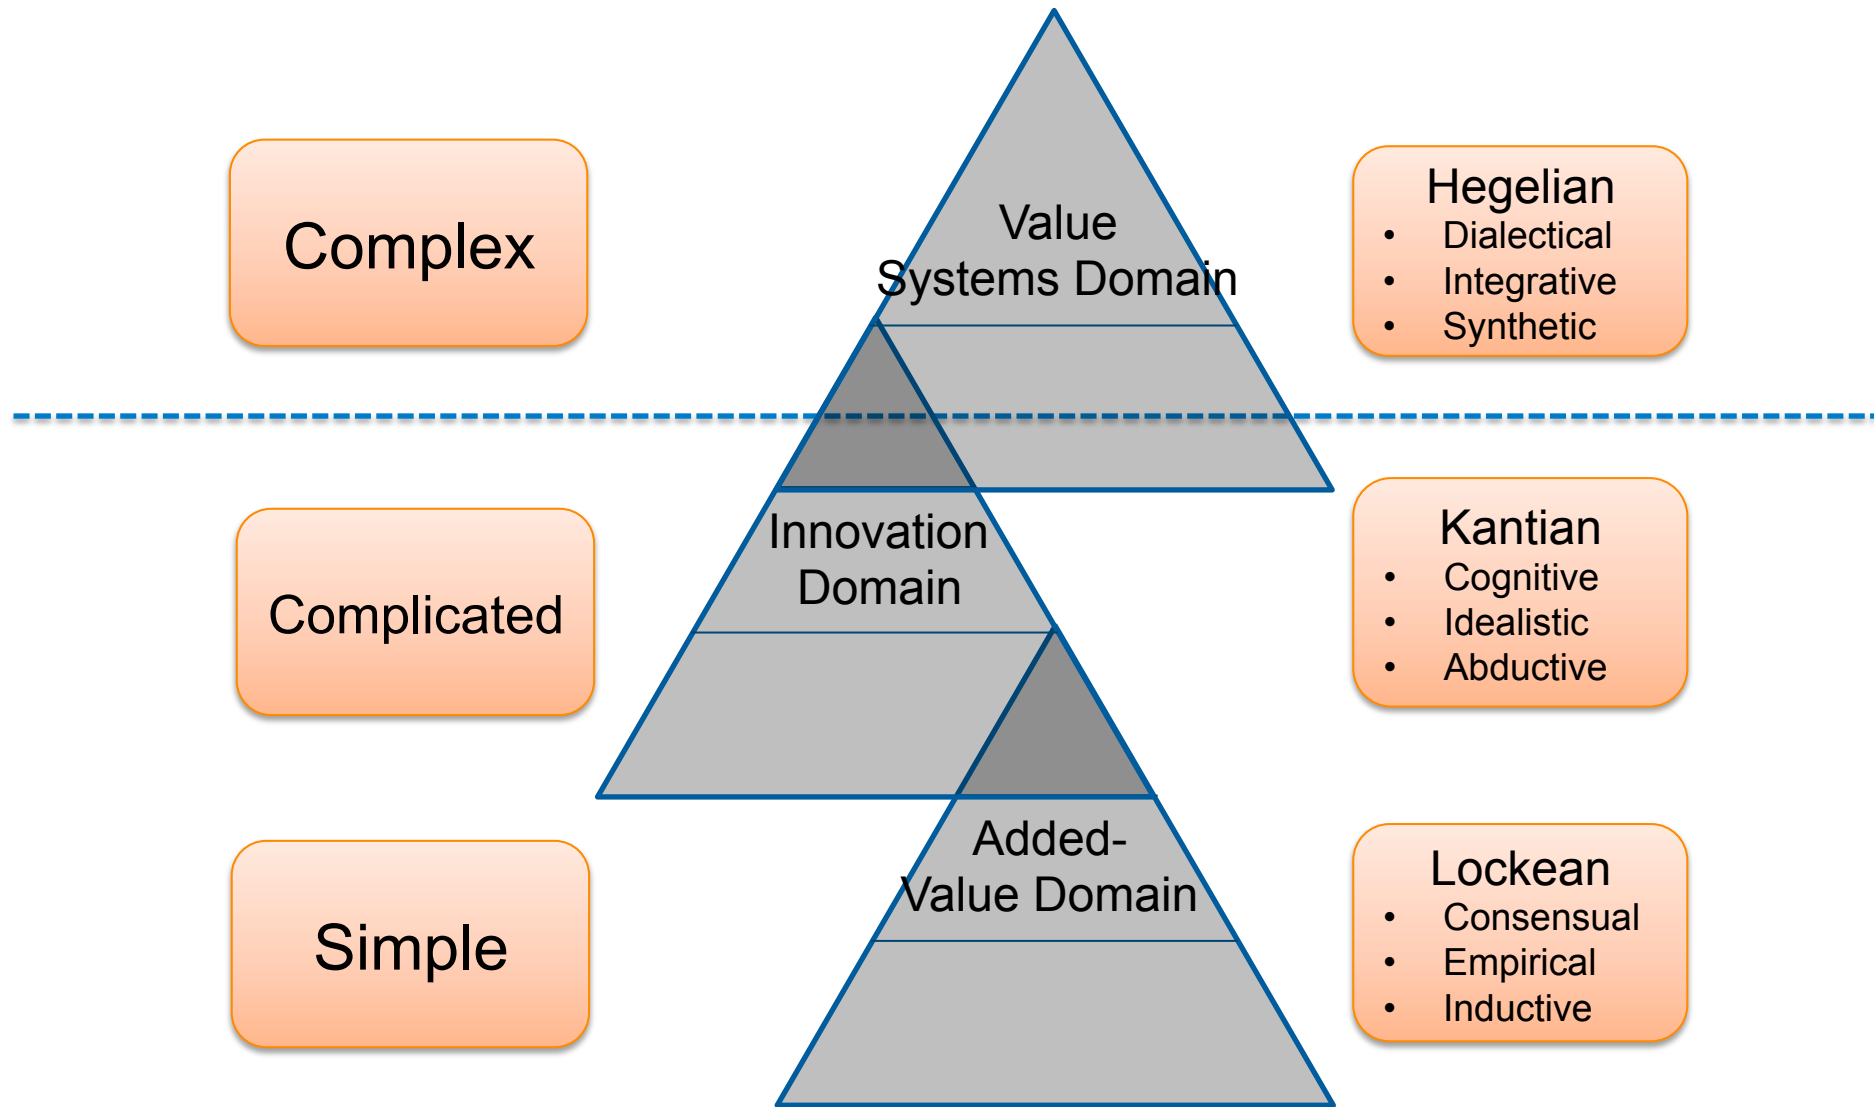 Complex
Value
Systems Domain
Hegelian
• Dialectical
• Integrative
• Synthetic
Complicated
Innovation
Domain
Kantian
• Cognitive
• Idealistic
• Abductive
Simple
Added-
Value Domain
Lockean
• Consensual
• Empirical
• Inductive